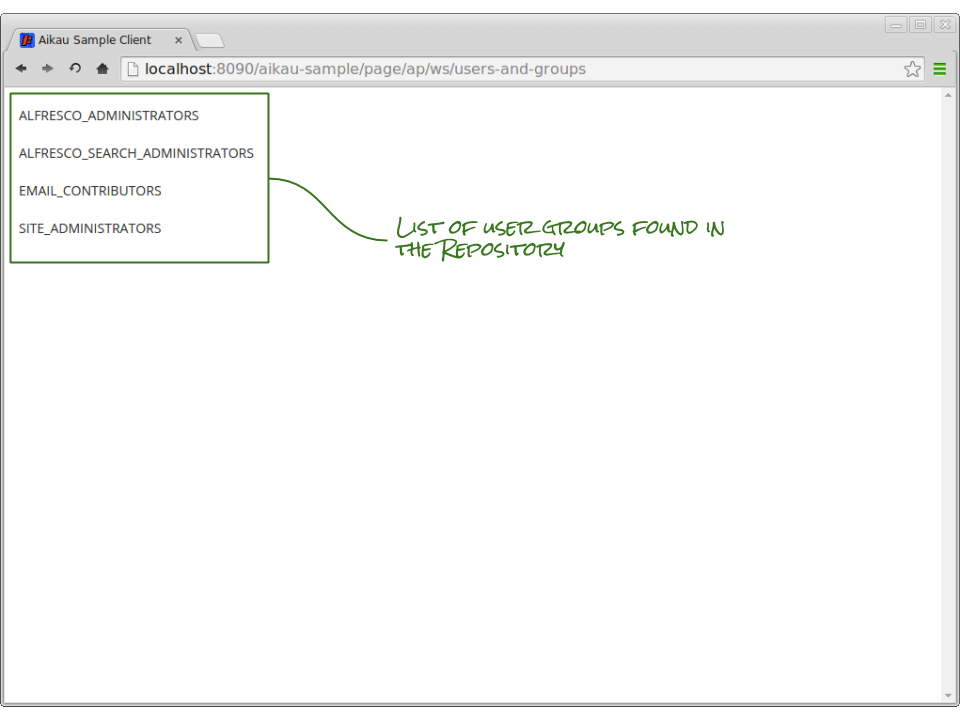 Aikau Sample Client
localhost:8090/aikau-sample/page/ap/ws/users-and-groups
ALFRESCO_ADMINISTRATORS
ALFRESCO_SEARCH_ADMINISTRATORS
EMAIL_CONTRIBUTORS
SITE_ADMINISTRATORS
List of user groups found in
the Repository